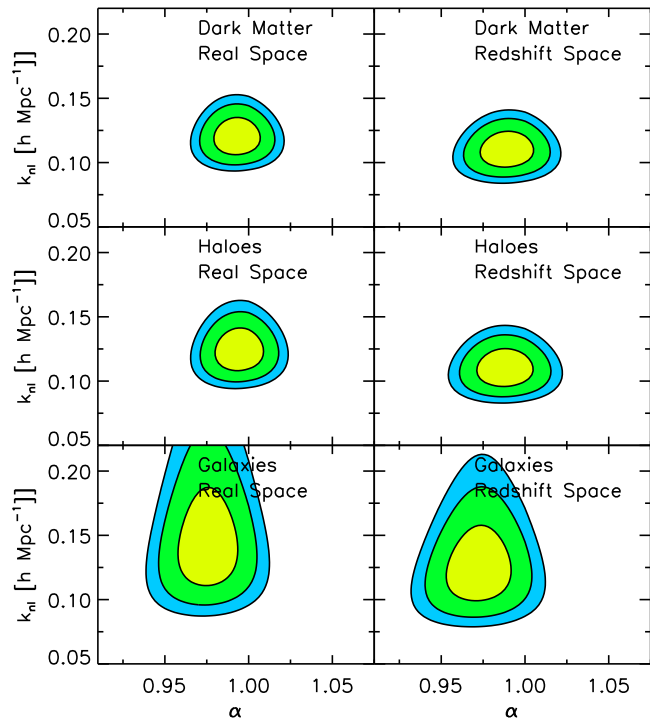 Dark Matter
Real Space
Dark Matter
Redshift Space
0.20
0.15
0.10
0.05
k_nl [h Mpc⁻¹]]
Haloes
Real Space
Haloes
Redshift Space
0.20
0.15
0.10
0.05
k_nl [h Mpc⁻¹]]
Galaxies
Real Space
Galaxies
Redshift Space
0.20
0.15
0.10
0.05
k_nl [h Mpc⁻¹]]
0.95 1.00 1.05
0.95 1.00 1.05
α
α